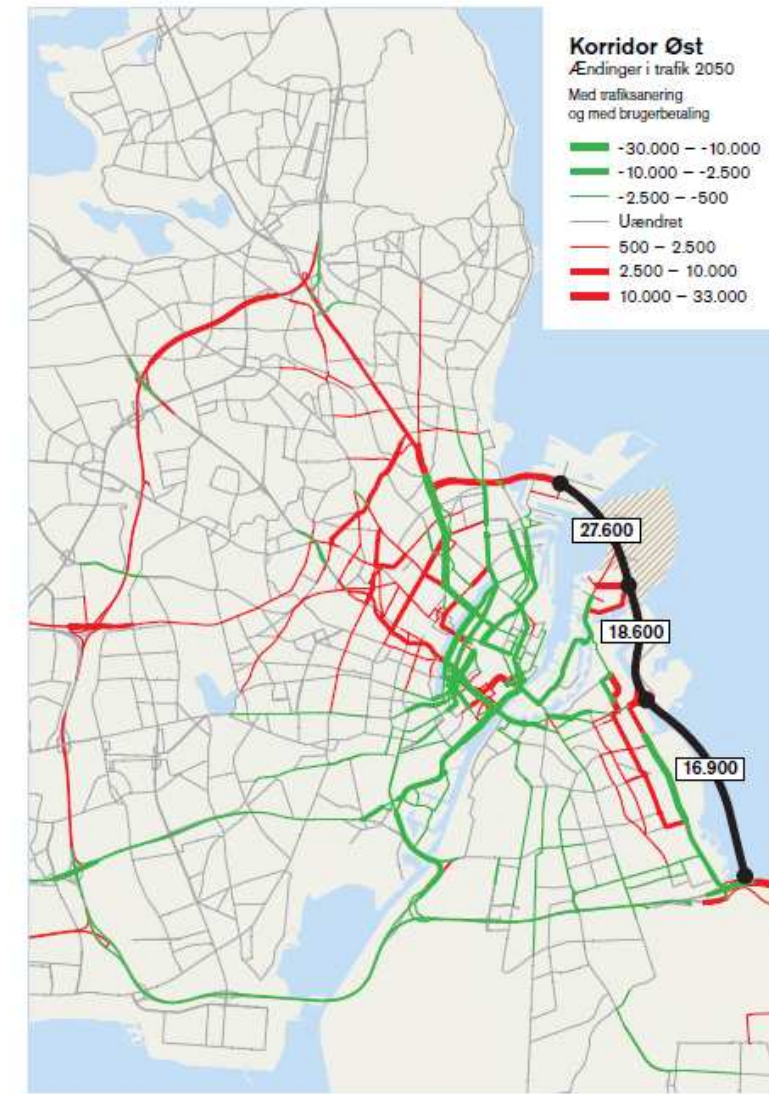 Korridor Øst
Ændinger i trafik 2050
Med trafiksanering
og med brugerbetaling
-30.000 – -10.000
-10.000 – -2.500
-2.500 – -500
Uændret
500 – 2.500
2.500 – 10.000
10.000 – 33.000
27.600
18.600
16.900